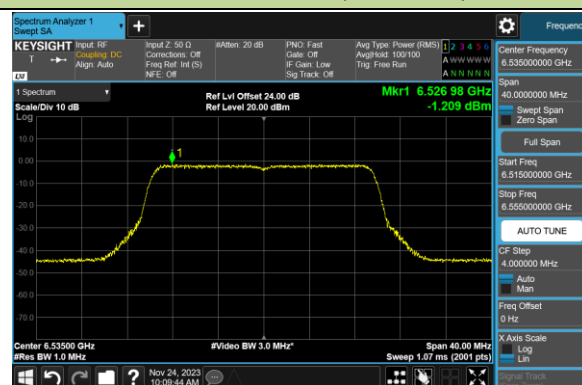 Spectrum Analyzer 1
Swept SA
Frequen
KEYSIGHT
Input: RF
Coupling: DC
Align: Auto
Input Z: 50 Ω
Corrections: Off
Freq Ref: Int (S)
NFE: Off
#Atten: 20 dB
PNO: Fast
Gate: Off
IF Gain: Low
Sig Track: Off
Avg Type: Power (RMS)
Avg|Hold: 100/100
Trig: Free Run
1 2 3 4 5 6
A W W W W W
A N N N N N
LXI
1 Spectrum
Scale/Div 10 dB
Log
Ref Lvl Offset 24.00 dB
Ref Level 20.00 dBm
Mkr1 6.526 98 GHz
-1.209 dBm
1
10.0
0.00
-10.0
-20.0
-30.0
-40.0
-50.0
-60.0
-70.0
Center 6.53500 GHz
#Res BW 1.0 MHz
#Video BW 3.0 MHz*
Span 40.00 MHz
Sweep 1.07 ms (2001 pts)
Center Frequency
6.535000000 GHz
Span
40.0000000 MHz
Swept Span
Zero Span
Full Span
Start Freq
6.515000000 GHz
Stop Freq
6.555000000 GHz
AUTO TUNE
CF Step
4.000000 MHz
Auto
Man
Freq Offset
0 Hz
X Axis Scale
Log
Lin
Signal Track
Nov 24, 2023
10:09:44 AM